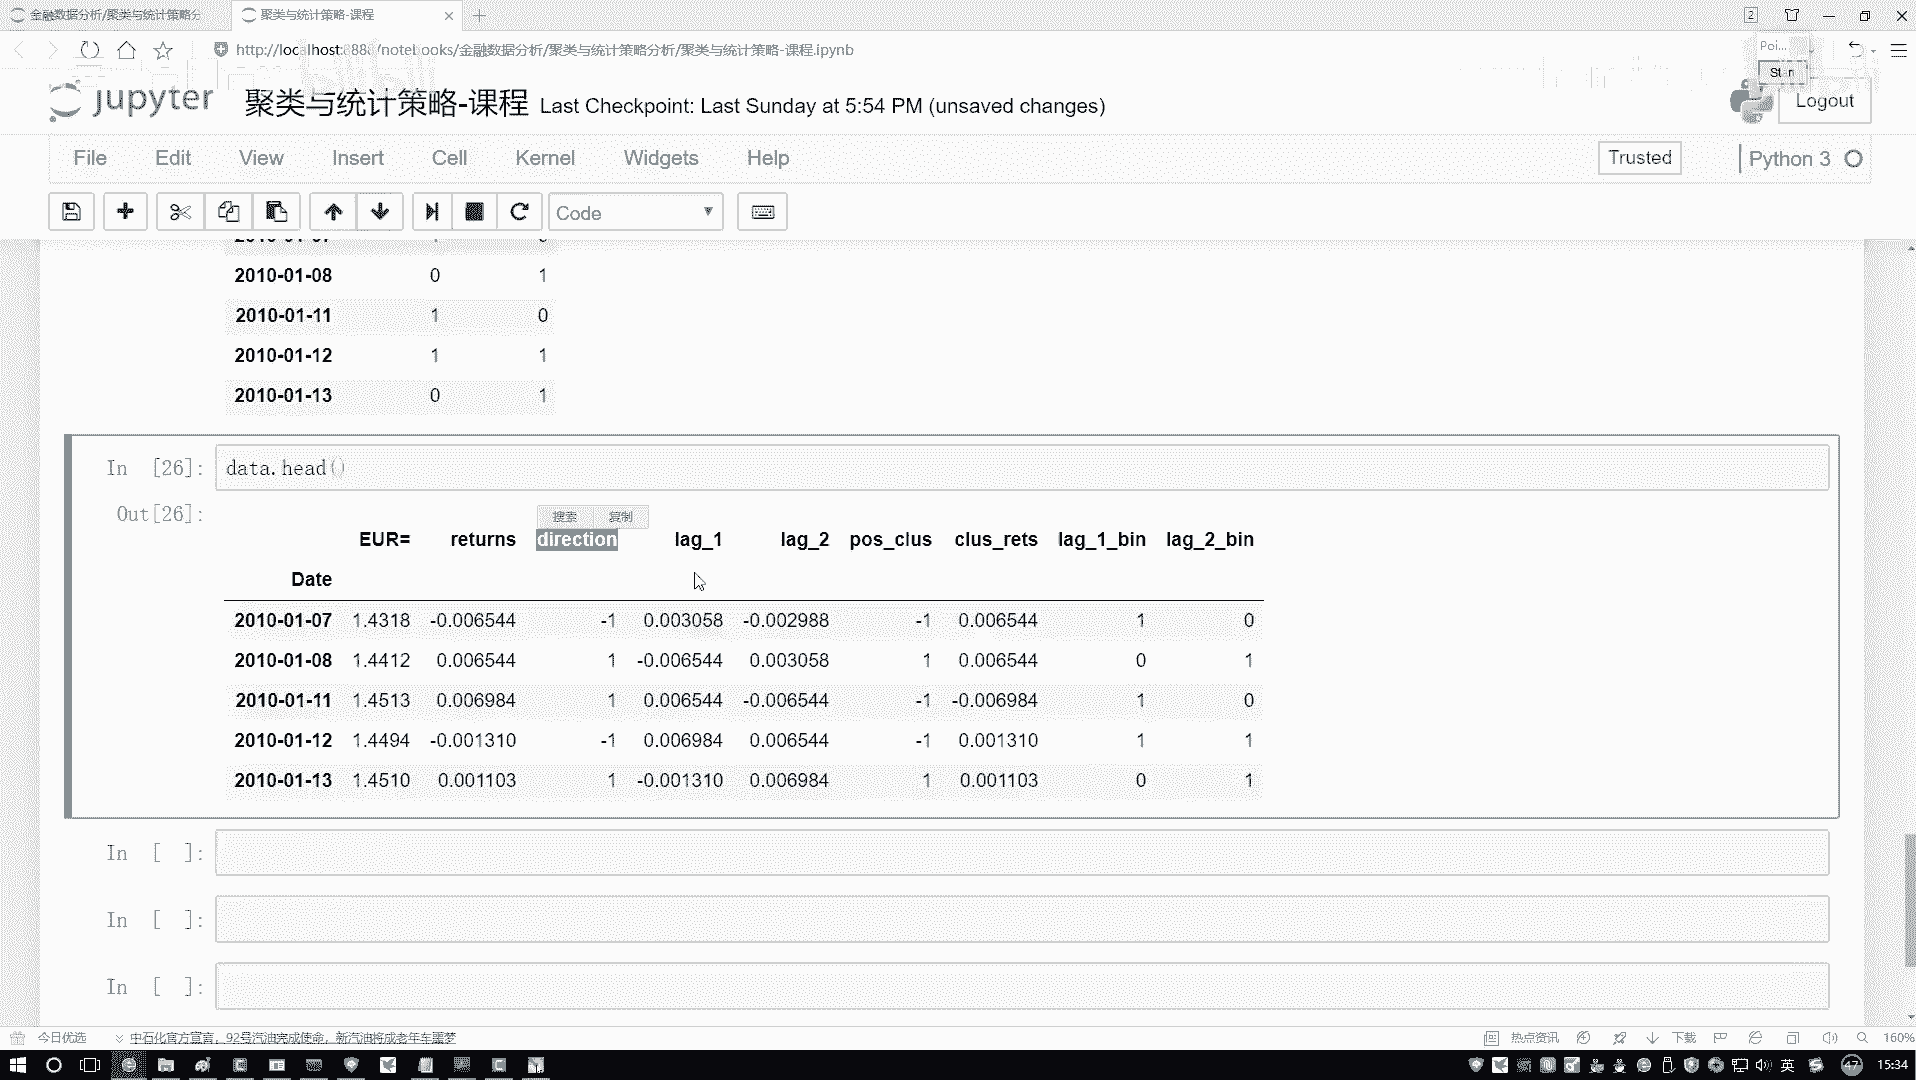 金融数据分析/聚类与统计策略分
聚类与统计策略-课程
2
http://localhost:8888/notebooks/金融数据分析/聚类与统计策略分析/聚类与统计策略-课程.ipynb
Poi...
Start
jupyter 聚类与统计策略-课程 Last Checkpoint: Last Sunday at 5:54 PM (unsaved changes)
Logout
File Edit View Insert Cell Kernel Widgets Help
Trusted
Python 3
Code
2010-01-08 0 1
2010-01-11 1 0
2010-01-12 1 1
2010-01-13 0 1
In [26]: data.head()
Out[26]:
搜索 复制
EUR= returns direction lag_1 lag_2 pos_clus clus_rets lag_1_bin lag_2_bin
Date
2010-01-07 1.4318 -0.006544 -1 0.003058 -0.002988 -1 0.006544 1 0
2010-01-08 1.4412 0.006544 1 -0.006544 0.003058 1 0.006544 0 1
2010-01-11 1.4513 0.006984 1 0.006544 -0.006544 -1 -0.006984 1 0
2010-01-12 1.4494 -0.001310 -1 0.006984 0.006544 -1 0.001310 1 1
2010-01-13 1.4510 0.001103 1 -0.001310 0.006984 1 0.001103 0 1
In [ ]:
In [ ]:
In [ ]:
今日优选
中石化官方宣言，92号汽油完成使命，新汽油将成老年车噩梦
热点资讯
下载
160%
英
47
15:34